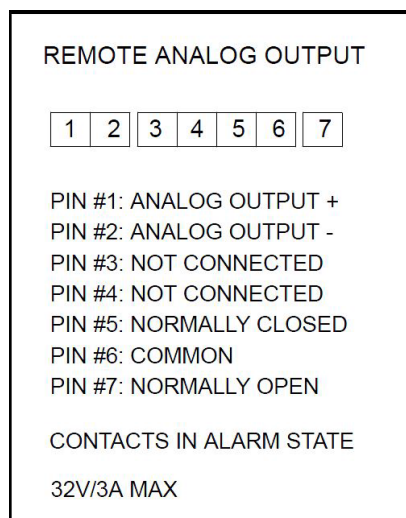 REMOTE ANALOG OUTPUT
1 2 3 4 5 6 7
PIN #1: ANALOG OUTPUT +
PIN #2: ANALOG OUTPUT -
PIN #3: NOT CONNECTED
PIN #4: NOT CONNECTED
PIN #5: NORMALLY CLOSED
PIN #6: COMMON
PIN #7: NORMALLY OPEN
CONTACTS IN ALARM STATE
32V/3A MAX